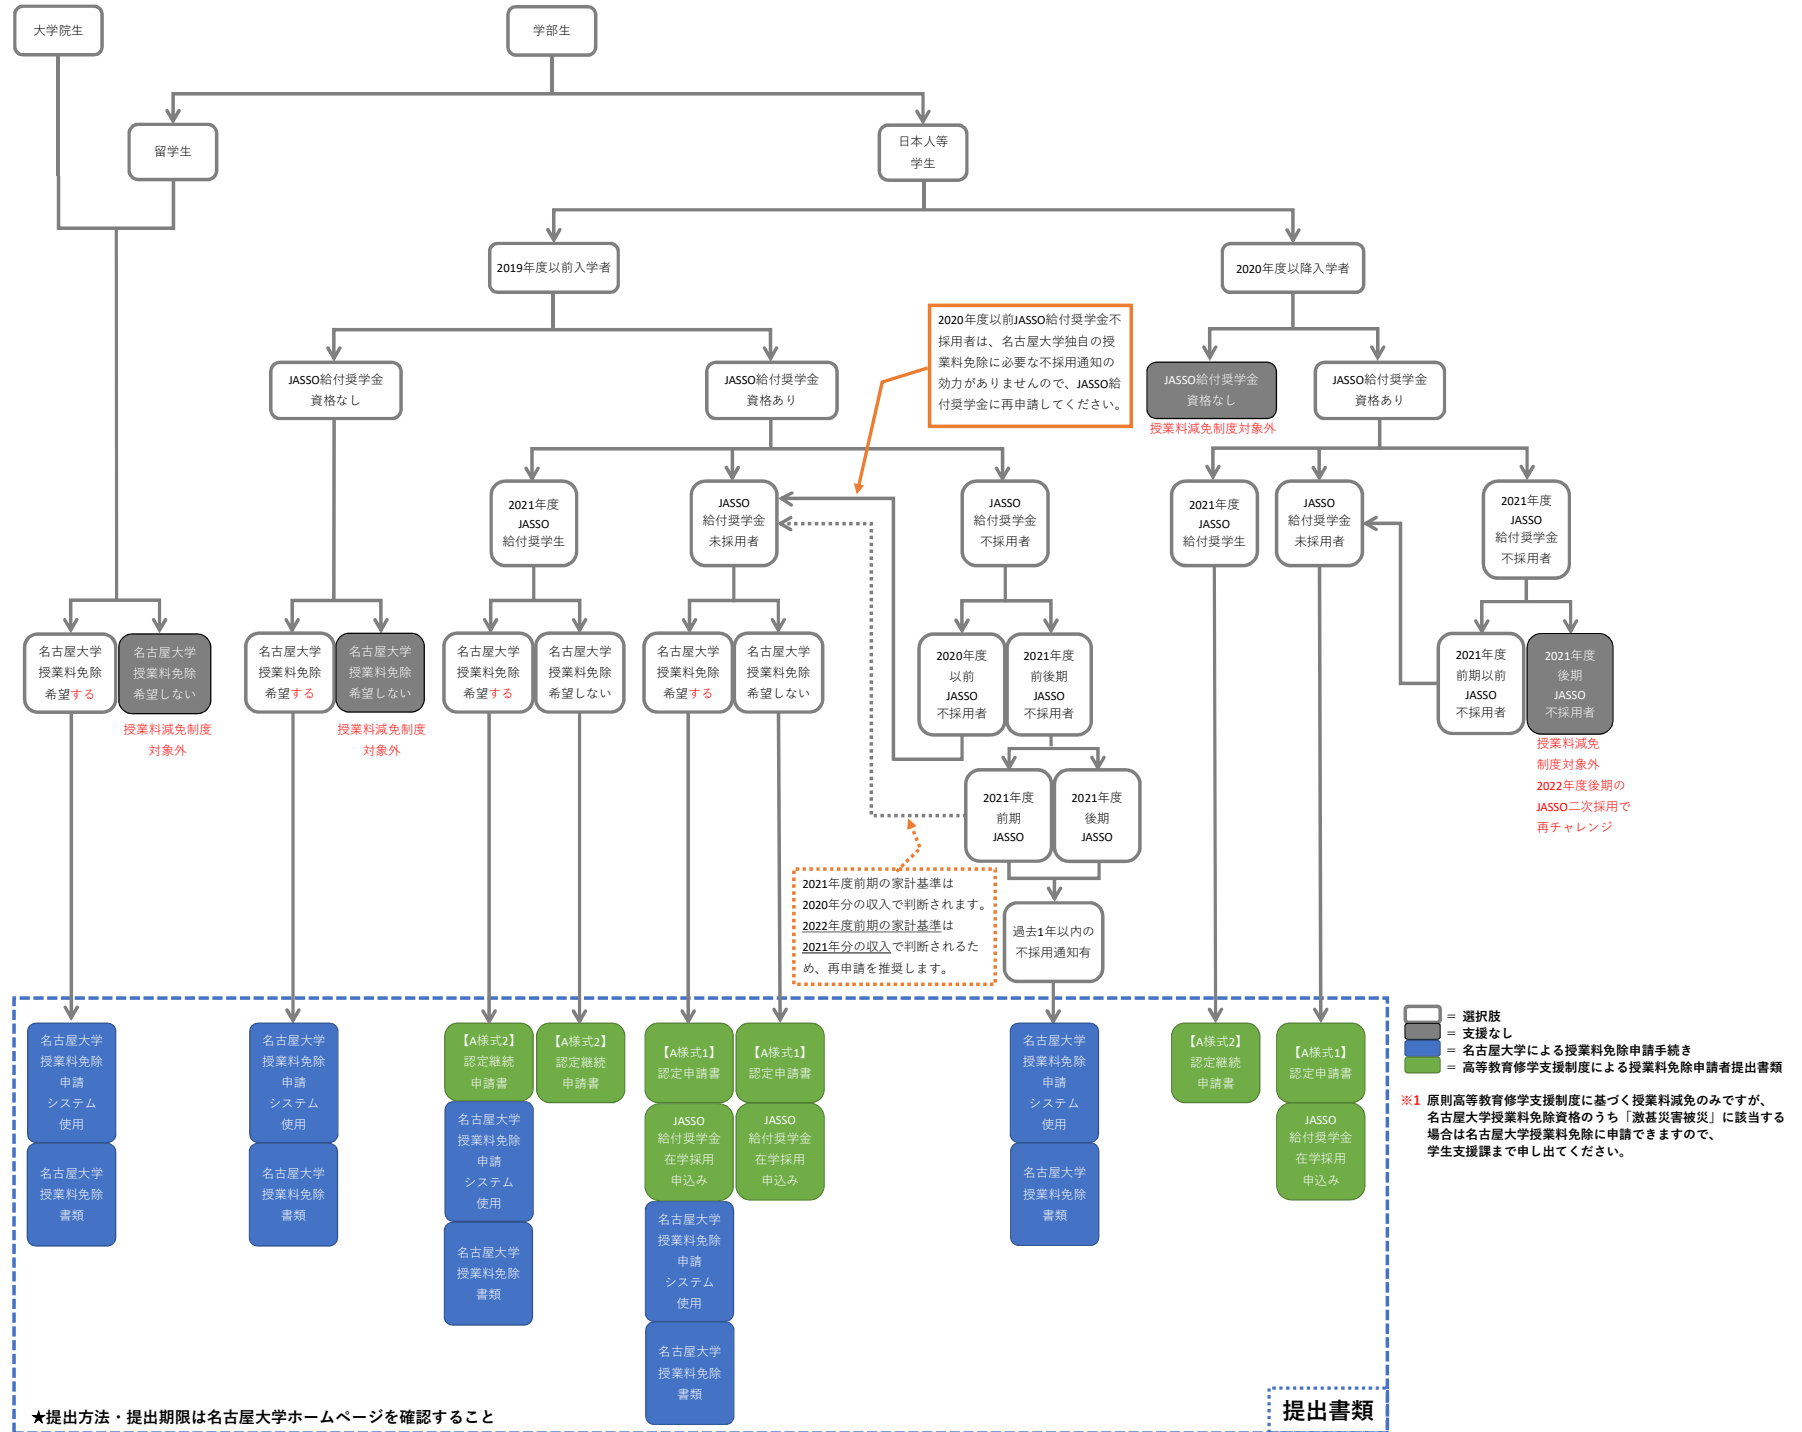 大学院生
学部生
留学生
日本人等
学生
2019年度以前入学者
2020年度以降入学者
2020年度以前JASSO給付奨学金不
採用者は、名古屋大学独自の授
業料免除に必要な不採用通知の
効力がありませんので、JASSO給
付奨学金に再申請してください。
JASSO給付奨学金
資格なし
JASSO給付奨学金
資格あり
JASSO給付奨学金
資格なし
授業料減免制度対象外
JASSO給付奨学金
資格あり
2021年度
JASSO
給付奨学生
JASSO
給付奨学金
未採用者
JASSO
給付奨学金
不採用者
2021年度
JASSO
給付奨学生
JASSO
給付奨学金
未採用者
2021年度
JASSO
給付奨学金
不採用者
名古屋大学
授業料免除
希望する
名古屋大学
授業料免除
希望しない
授業料減免制度
対象外
名古屋大学
授業料免除
希望する
名古屋大学
授業料免除
希望しない
授業料減免制度
対象外
名古屋大学
授業料免除
希望する
名古屋大学
授業料免除
希望しない
名古屋大学
授業料免除
希望する
名古屋大学
授業料免除
希望しない
2020年度
以前
JASSO
不採用者
2021年度
前後期
JASSO
不採用者
2021年度
前期以前
JASSO
不採用者
2021年度
後期
JASSO
不採用者
授業料減免
制度対象外
2022年度後期の
JASSO二次採用で
再チャレンジ
2021年度
前期
JASSO
2021年度
後期
JASSO
2021年度前期の家計基準は
2020年分の収入で判断されます。
2022年度前期の家計基準は
2021年分の収入で判断されるた
め、再申請を推奨します。
過去1年以内の
不採用通知有
名古屋大学
授業料免除
申請
システム
使用
名古屋大学
授業料免除
書類
名古屋大学
授業料免除
申請
システム
使用
名古屋大学
授業料免除
書類
【A様式2】
認定継続
申請書
名古屋大学
授業料免除
申請
システム
使用
名古屋大学
授業料免除
書類
【A様式2】
認定継続
申請書
【A様式1】
認定申請書
JASSO
給付奨学金
在学採用
申込み
名古屋大学
授業料免除
申請
システム
使用
名古屋大学
授業料免除
書類
【A様式1】
認定申請書
JASSO
給付奨学金
在学採用
申込み
名古屋大学
授業料免除
申請
システム
使用
名古屋大学
授業料免除
書類
【A様式2】
認定継続
申請書
【A様式1】
認定申請書
JASSO
給付奨学金
在学採用
申込み
= 選択肢
= 支援なし
= 名古屋大学による授業料免除申請手続き
= 高等教育修学支援制度による授業料免除申請者提出書類
※1 原則高等教育修学支援制度に基づく授業料減免のみですが、
名古屋大学授業料免除資格のうち「激甚災害被災」に該当する
場合は名古屋大学授業料免除に申請できますので、
学生支援課まで申し出てください。
★提出方法・提出期限は名古屋大学ホームページを確認すること
提出書類